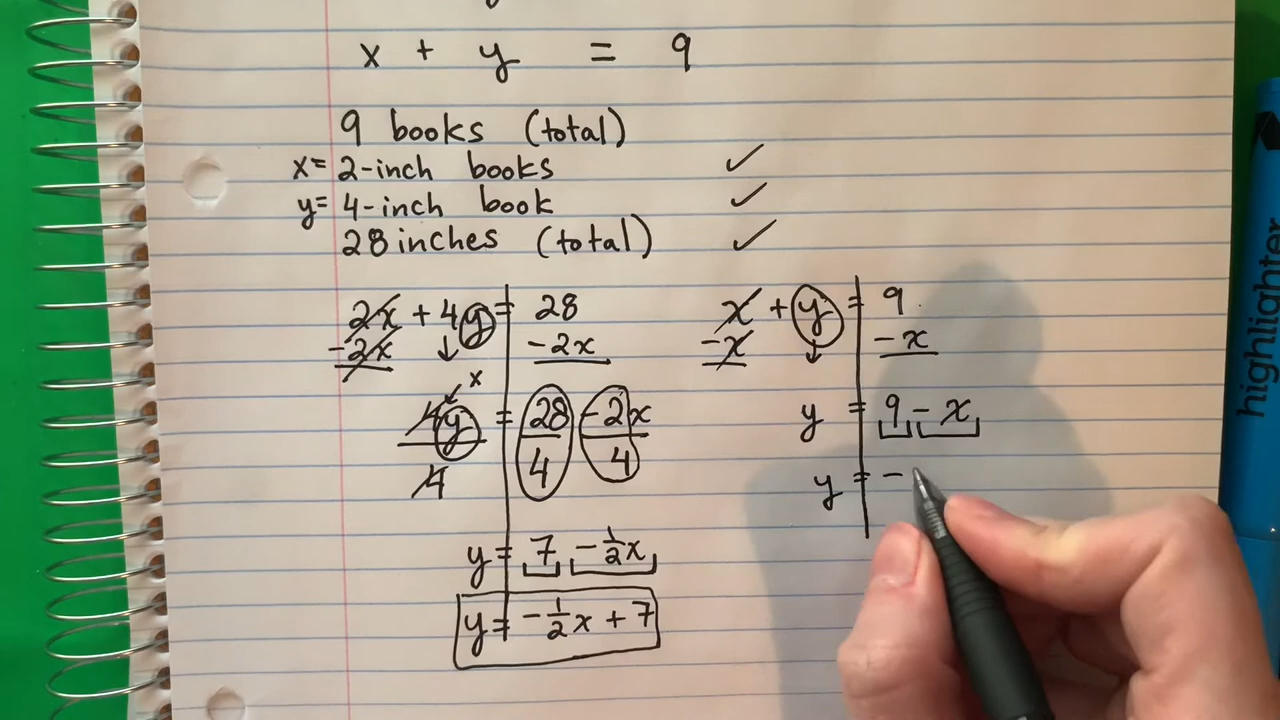 x + y = 9
9 books (total)
x= 2-inch books ✓
y= 4-inch book ✓
28 inches (total) ✓
2x + 4y = 28
-2x -2x
x
4y = 28 -2x
4 4 4
y = 7 -1/2x
y = -1/2x + 7
x + y = 9
-x -x
y = 9 - x
y = -
highlighter